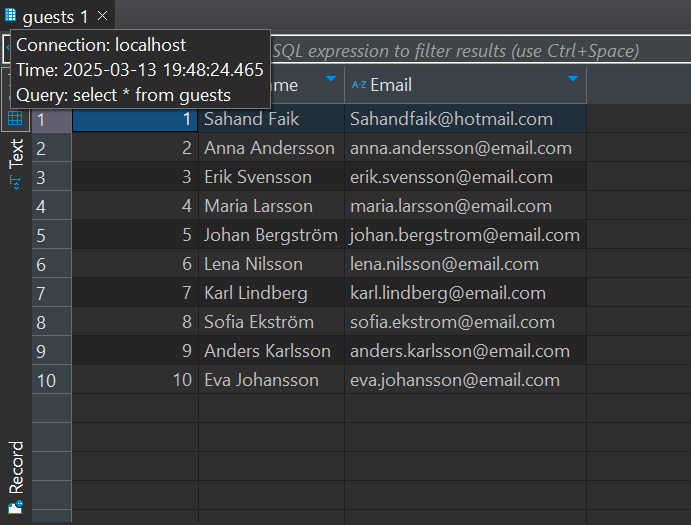 guests 1
Connection: localhost
Time: 2025-03-13 19:48:24.465
Query: select * from guests
SQL expression to filter results (use Ctrl+Space)
me A-Z Email
1 1 Sahand Faik Sahandfaik@hotmail.com
2 2 Anna Andersson anna.andersson@email.com
3 3 Erik Svensson erik.svensson@email.com
4 4 Maria Larsson maria.larsson@email.com
5 5 Johan Bergström johan.bergstrom@email.com
6 6 Lena Nilsson lena.nilsson@email.com
7 7 Karl Lindberg karl.lindberg@email.com
8 8 Sofia Ekström sofia.ekstrom@email.com
9 9 Anders Karlsson anders.karlsson@email.com
10 10 Eva Johansson eva.johansson@email.com
Text
Record